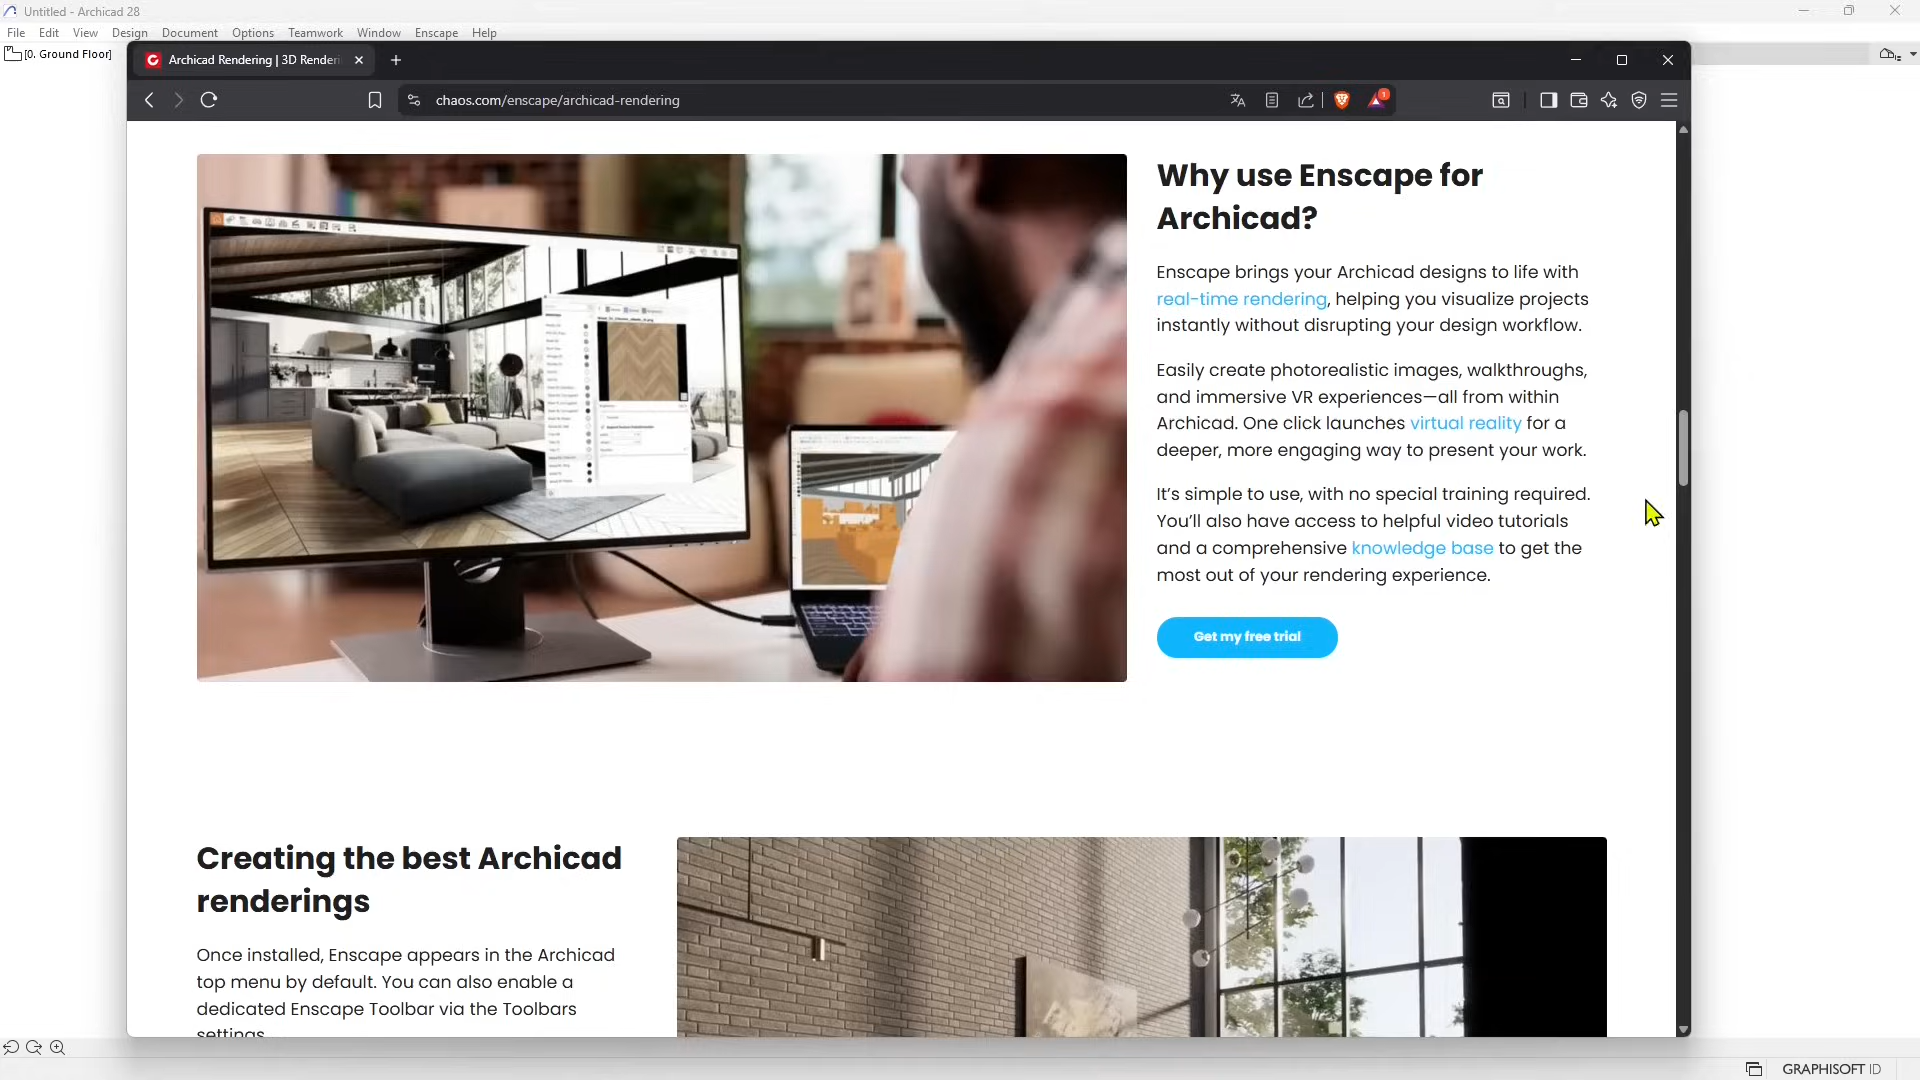 Untitled - Archicad 28
File Edit View Design Document Options Teamwork Window Enscape Help
[0. Ground Floor]
Archicad Rendering | 3D Renderi
chaos.com/enscape/archicad-rendering
1
Why use Enscape for
Archicad?
Enscape brings your Archicad designs to life with
real-time rendering, helping you visualize projects
instantly without disrupting your design workflow.
Easily create photorealistic images, walkthroughs,
and immersive VR experiences—all from within
Archicad. One click launches virtual reality for a
deeper, more engaging way to present your work.
It's simple to use, with no special training required.
You'll also have access to helpful video tutorials
and a comprehensive knowledge base to get the
most out of your rendering experience.
Get my free trial
Creating the best Archicad
renderings
Once installed, Enscape appears in the Archicad
top menu by default. You can also enable a
dedicated Enscape Toolbar via the Toolbars
settings.
GRAPHISOFT ID